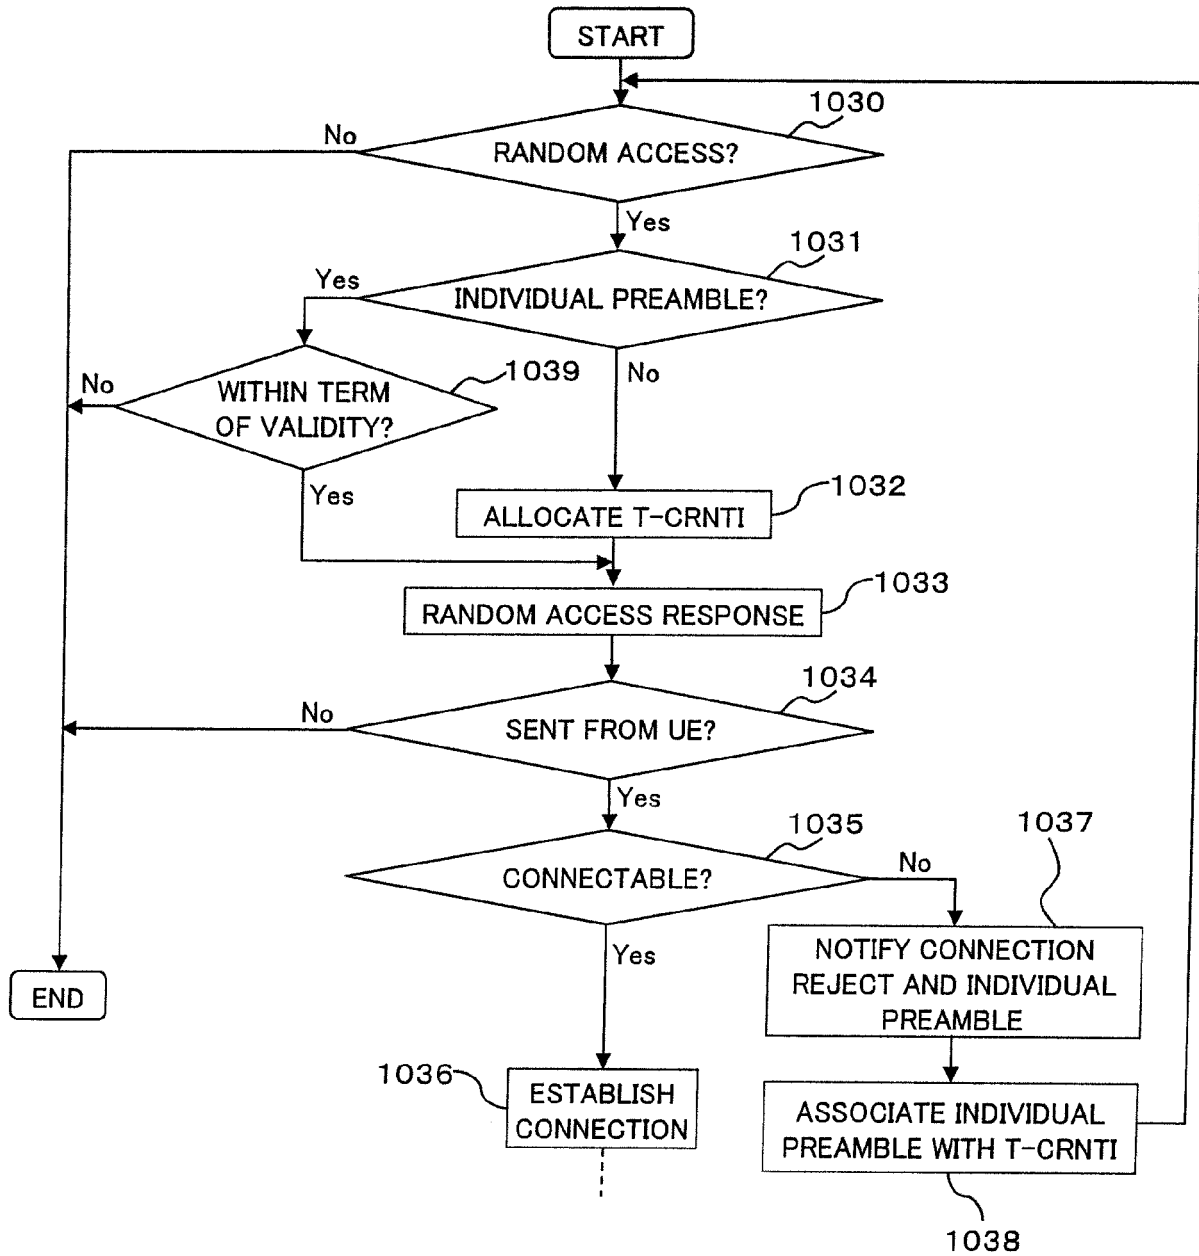 START
1030
No
RANDOM ACCESS?
Yes
1031
Yes
INDIVIDUAL PREAMBLE?
No
1039
No
WITHIN TERM
OF VALIDITY?
Yes
1032
ALLOCATE T-CRNTI
1033
RANDOM ACCESS RESPONSE
1034
No
SENT FROM UE?
Yes
1035
1037
No
CONNECTABLE?
Yes
NOTIFY CONNECTION
REJECT AND INDIVIDUAL
PREAMBLE
END
1036
ESTABLISH
CONNECTION
ASSOCIATE INDIVIDUAL
PREAMBLE WITH T-CRNTI
1038